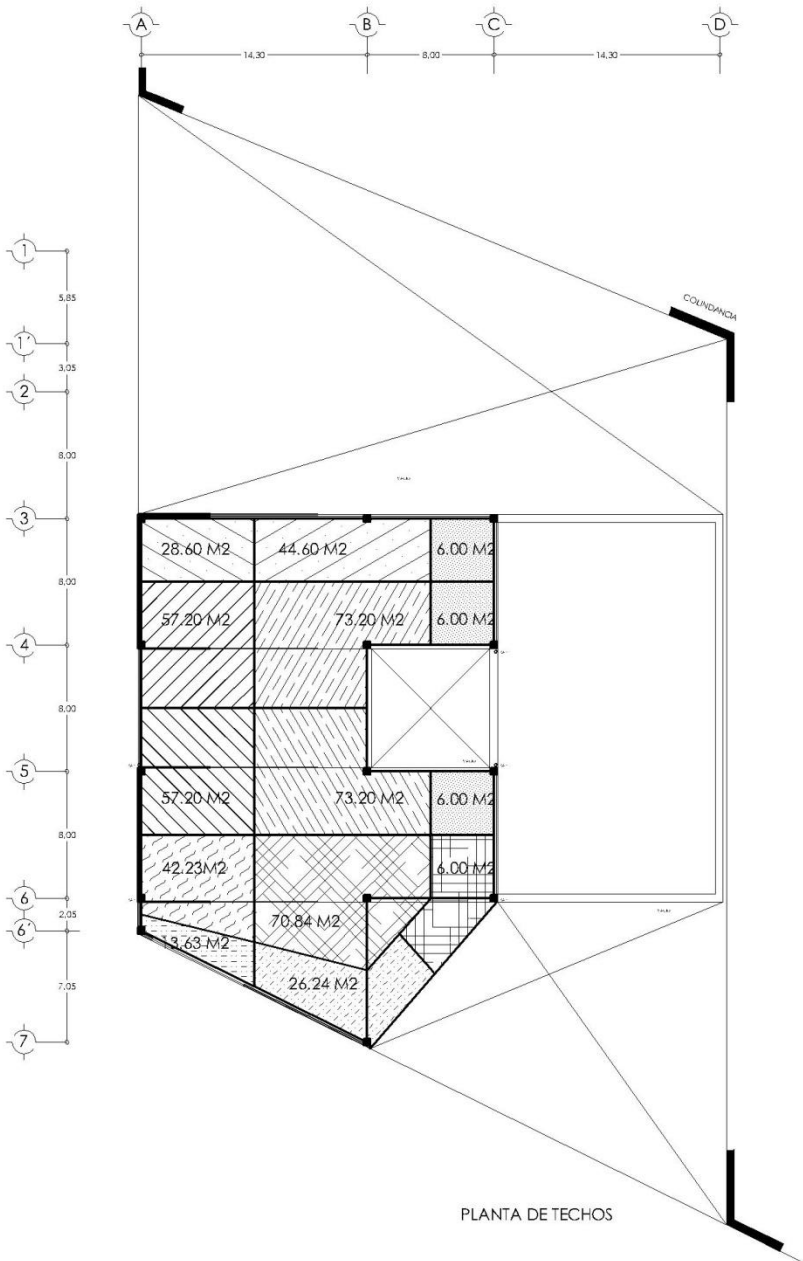 A B C D
14,30 8,00 14,30
1
5,85
COLINDANCIA
1'
3,05
2
8,00
3
28.60 M2 44.60 M2 6.00 M2
8,00
57.20 M2 73.20 M2 6.00 M2
4
8,00
5
57.20 M2 73.20 M2 6.00 M2
8,00
42.23M2 6.00 M2
6
2,05
70.84 M2
6'
13.63 M2
7,05
26.24 M2
7
PLANTA DE TECHOS